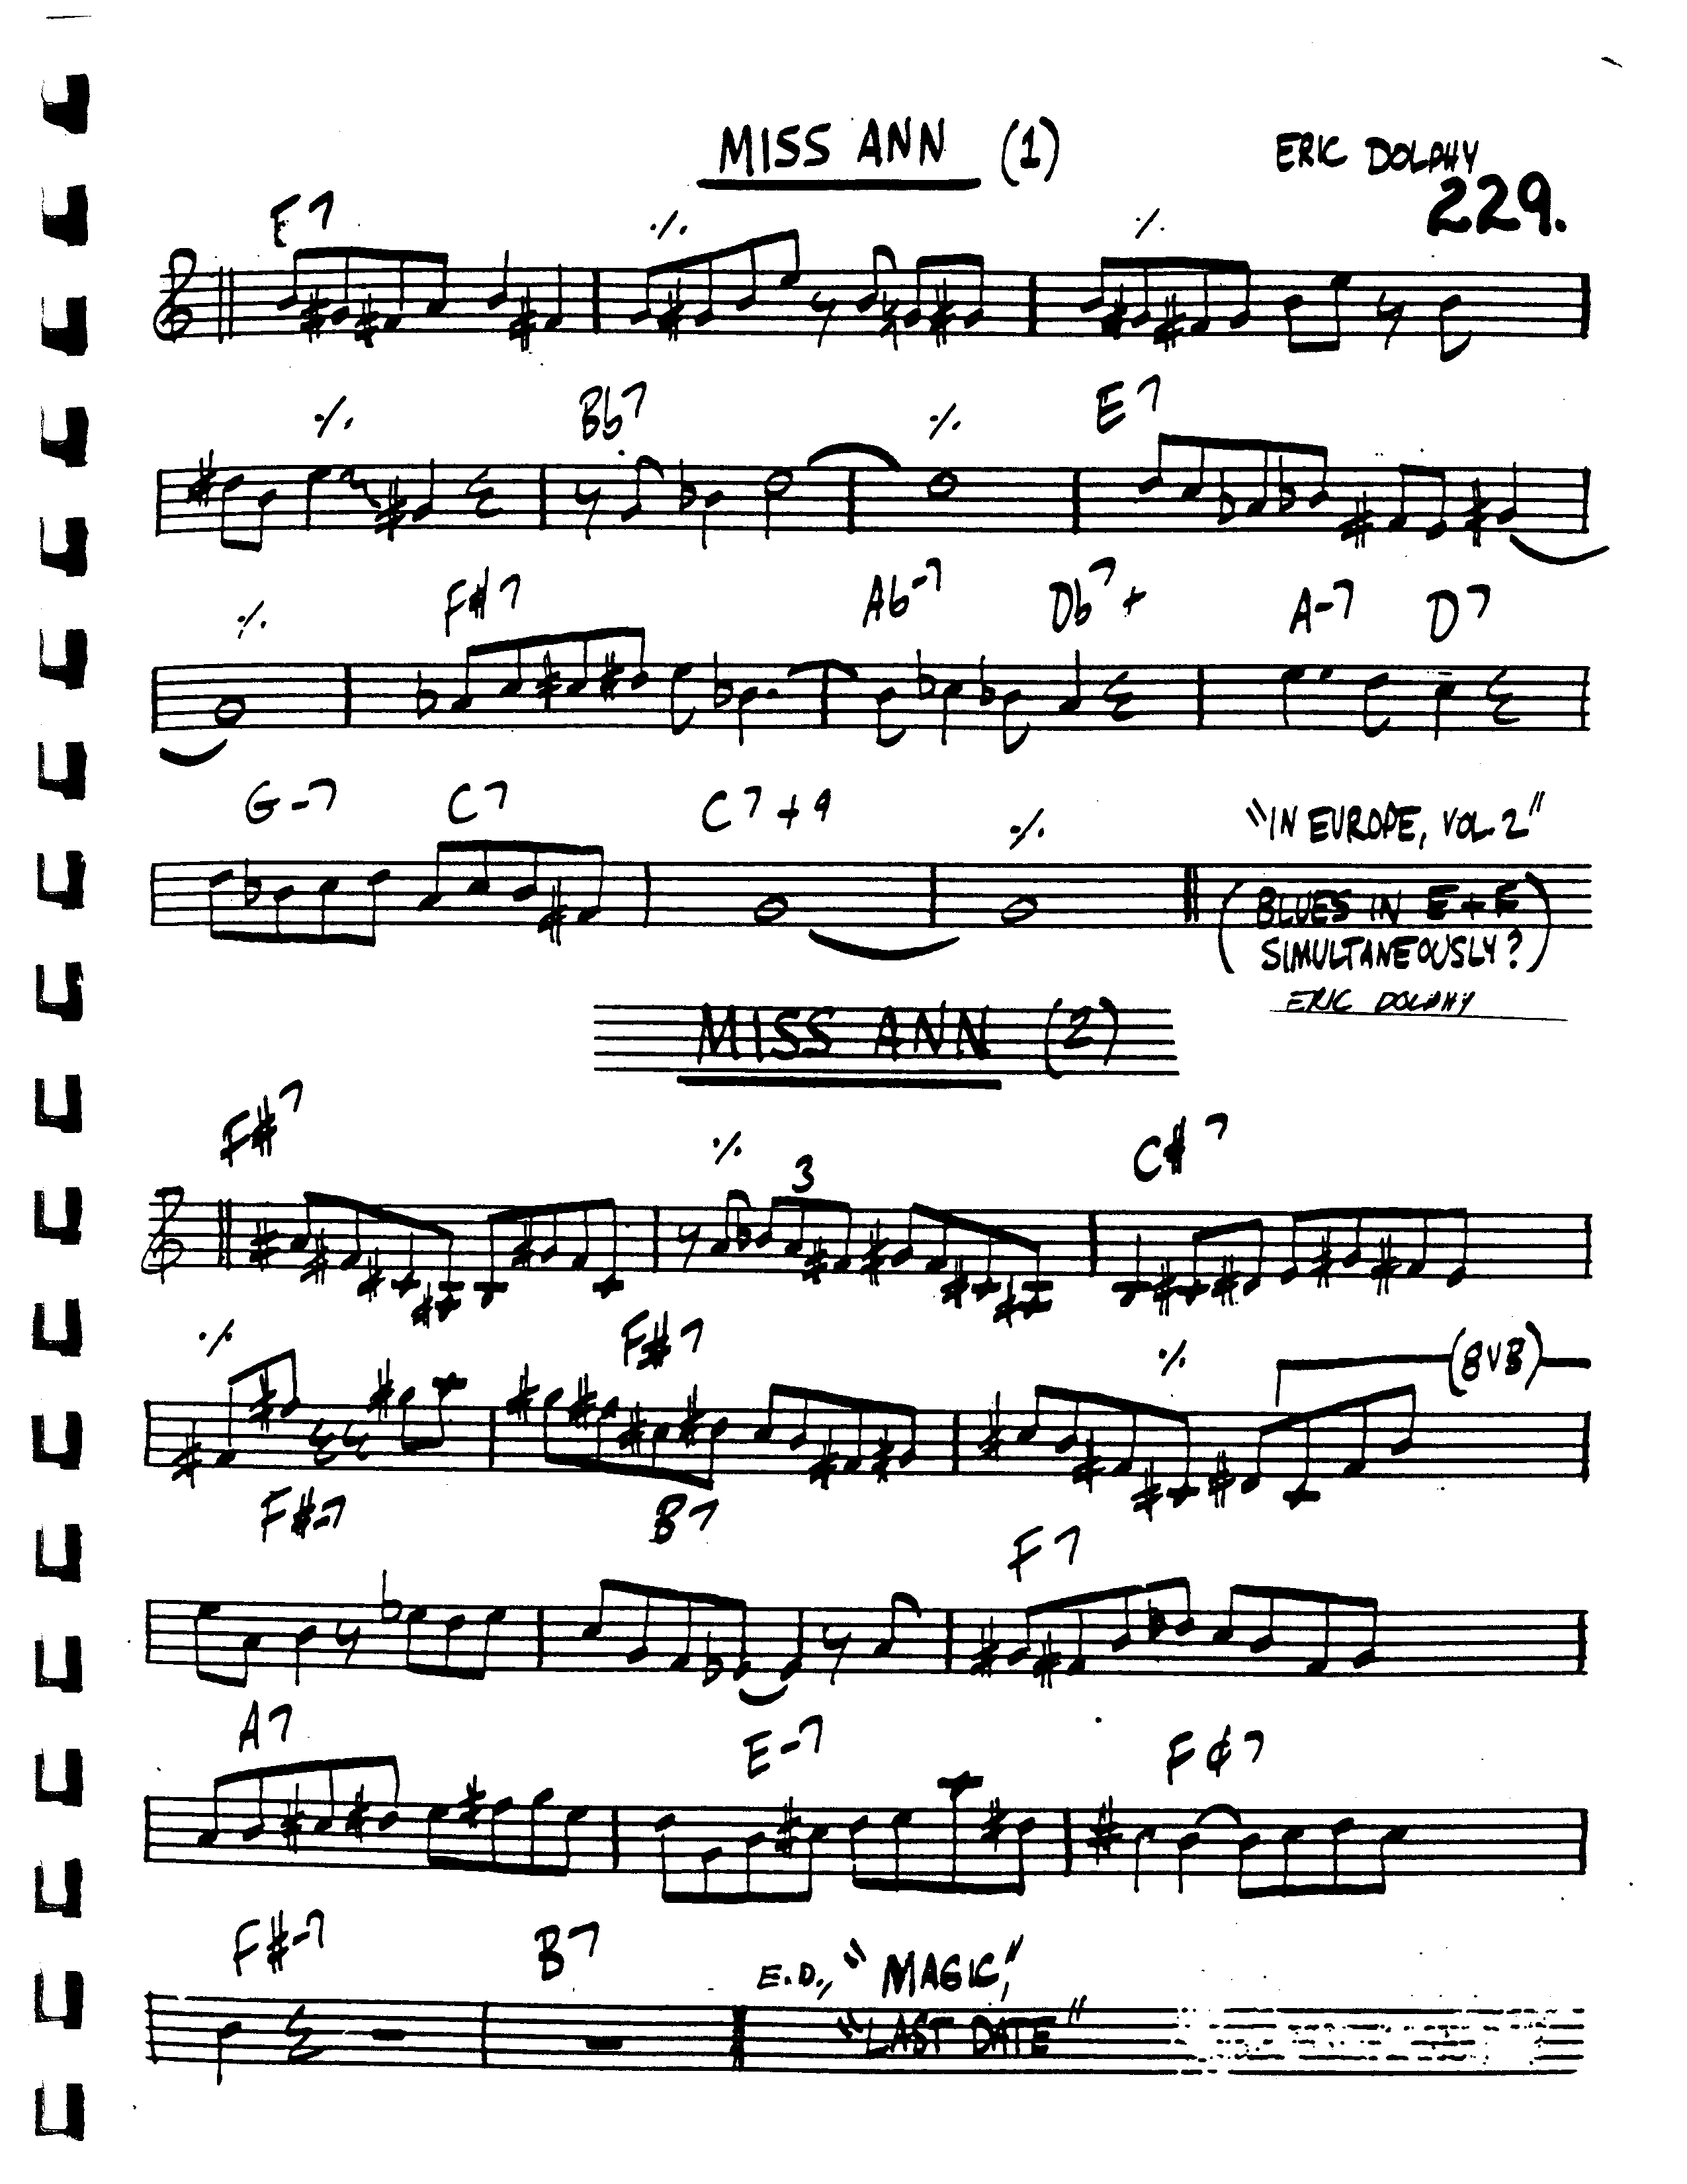 MISS ANN (1)
ERIC DOLPHY
229.
E7 ٪ ٪
٪ Bb7 ٪ E7
٪ F#7 Ab-7 Db7+ A-7 D7
G-7 C7 C7+9 ٪
"IN EUROPE, VOL. 2"
(BLUES IN E + F
SIMULTANEOUSLY?)
ERIC DOLPHY
MISS ANN (2)
F#7 ٪ 3 C#7
٪ F#7 ٪ (8VB)
F#-7 B7 F7
A7 E-7 F#7
F#-7 B7
E.D., "MAGIC,"
"LAST DATE"